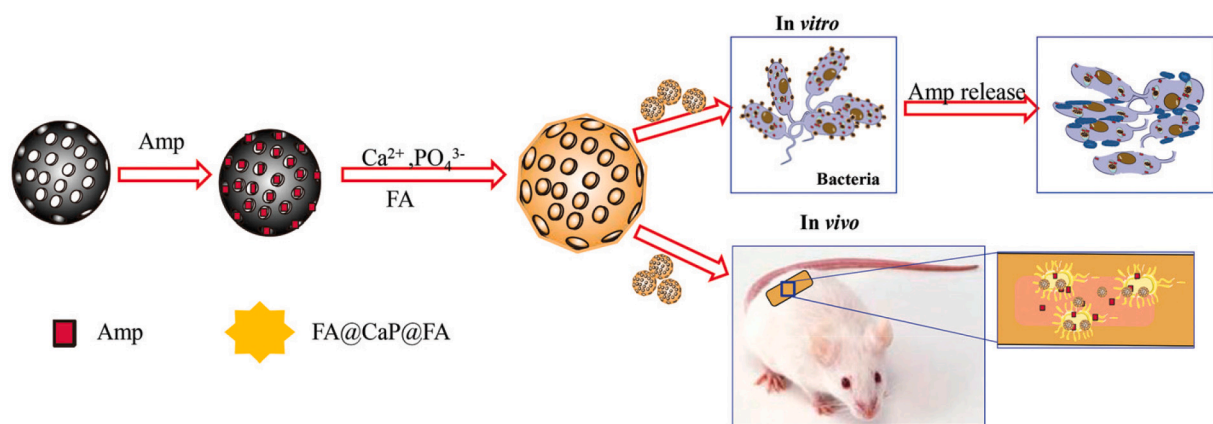 In vitro
Amp
Ca²⁺ ,PO₄³⁻
FA
Bacteria
Amp release
In vivo
Amp
FA@CaP@FA